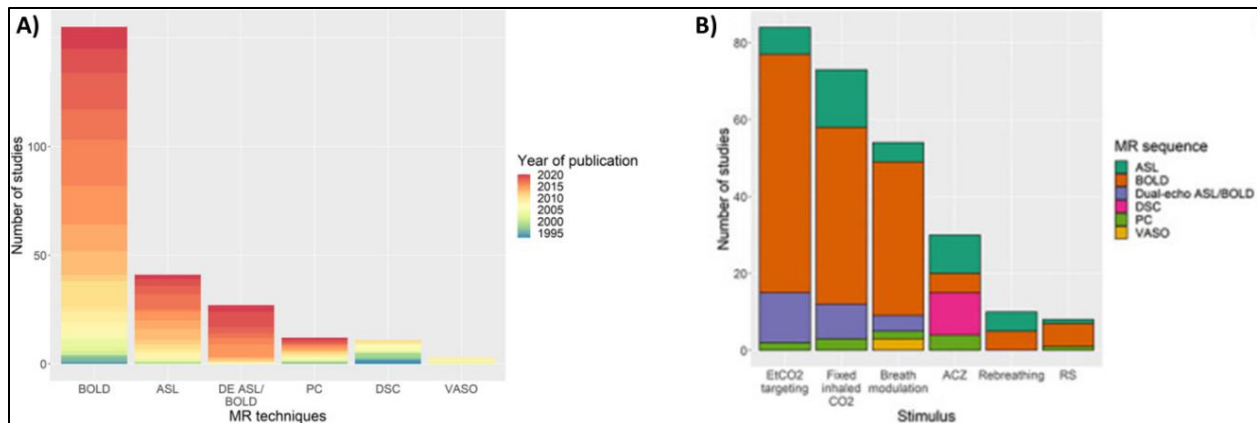 A)
Number of studies
100
50
0
BOLD ASL DE ASL/ PC DSC VASO
BOLD
MR techniques
Year of publication
2020
2015
2010
2005
2000
1995
B)
Number of studies
80
60
40
20
0
EtCO2 Fixed Breath ACZ Rebreathing RS
targeting inhaled modulation
CO2
Stimulus
MR sequence
ASL
BOLD
Dual-echo ASL/BOLD
DSC
PC
VASO